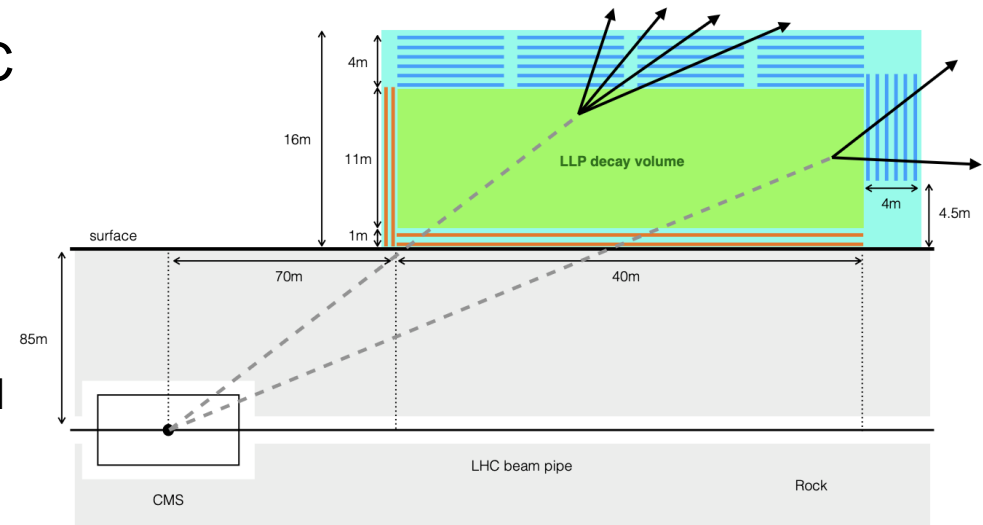 C
4m
16m
11m
LLP decay volume
4m
4.5m
surface
1m
70m
40m
85m
LHC beam pipe
Rock
CMS